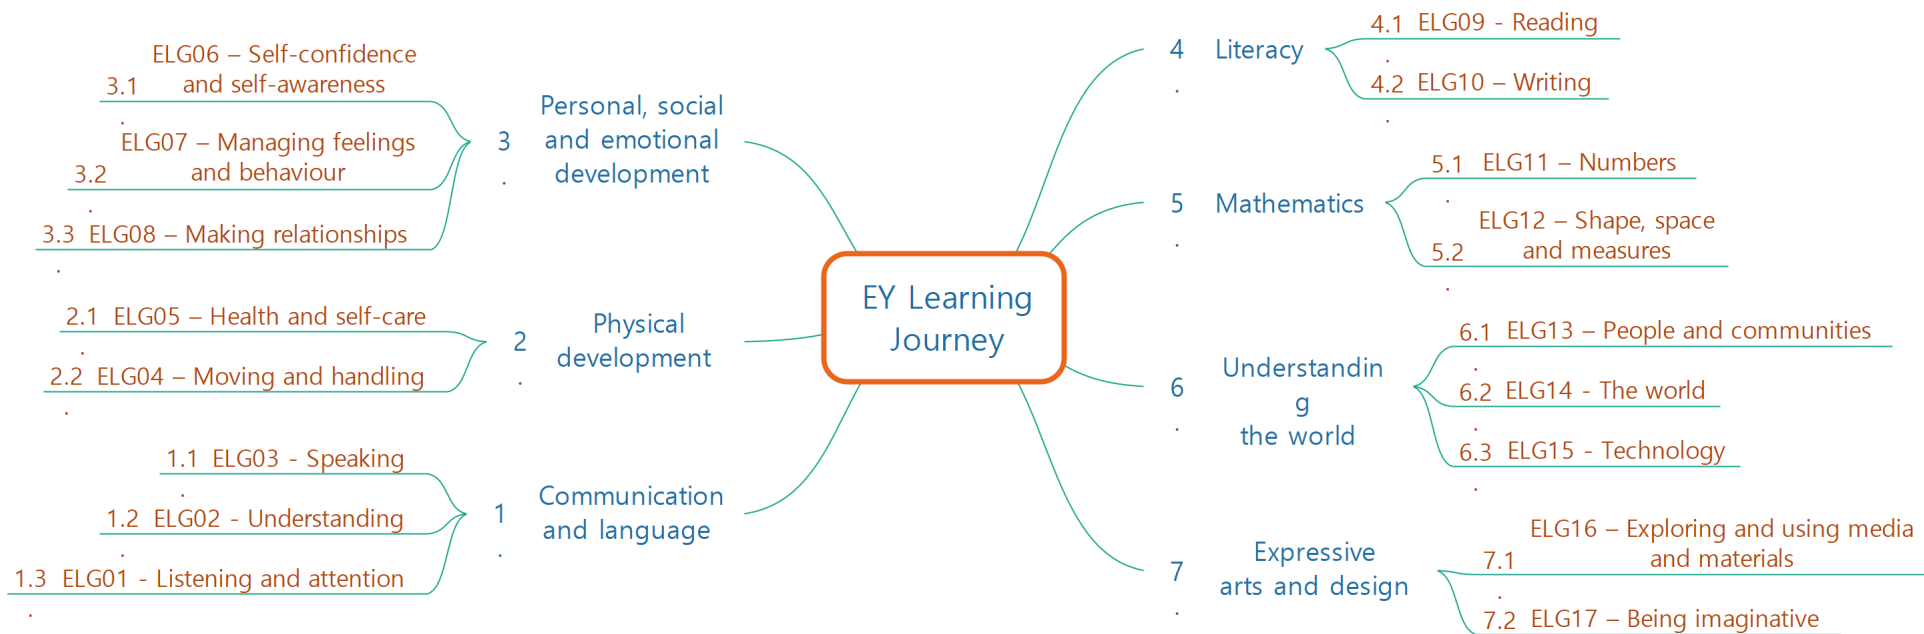 EY Learning
Journey
1.
Communication
and language
1.1. ELG03 - Speaking
1.2. ELG02 - Understanding
1.3. ELG01 - Listening and attention
2.
Physical
development
2.1. ELG05 – Health and self-care
2.2. ELG04 – Moving and handling
3.
Personal, social
and emotional
development
3.1.
ELG06 – Self-confidence
and self-awareness
3.2.
ELG07 – Managing feelings
and behaviour
3.3. ELG08 – Making relationships
4. Literacy
4.1. ELG09 - Reading
4.2. ELG10 – Writing
5. Mathematics
5.1. ELG11 – Numbers
5.2.
ELG12 – Shape, space
and measures
6.
Understandin
g
the world
6.1. ELG13 – People and communities
6.2. ELG14 - The world
6.3. ELG15 - Technology
7.
Expressive
arts and design
7.1.
ELG16 – Exploring and using media
and materials
7.2 ELG17 – Being imaginative